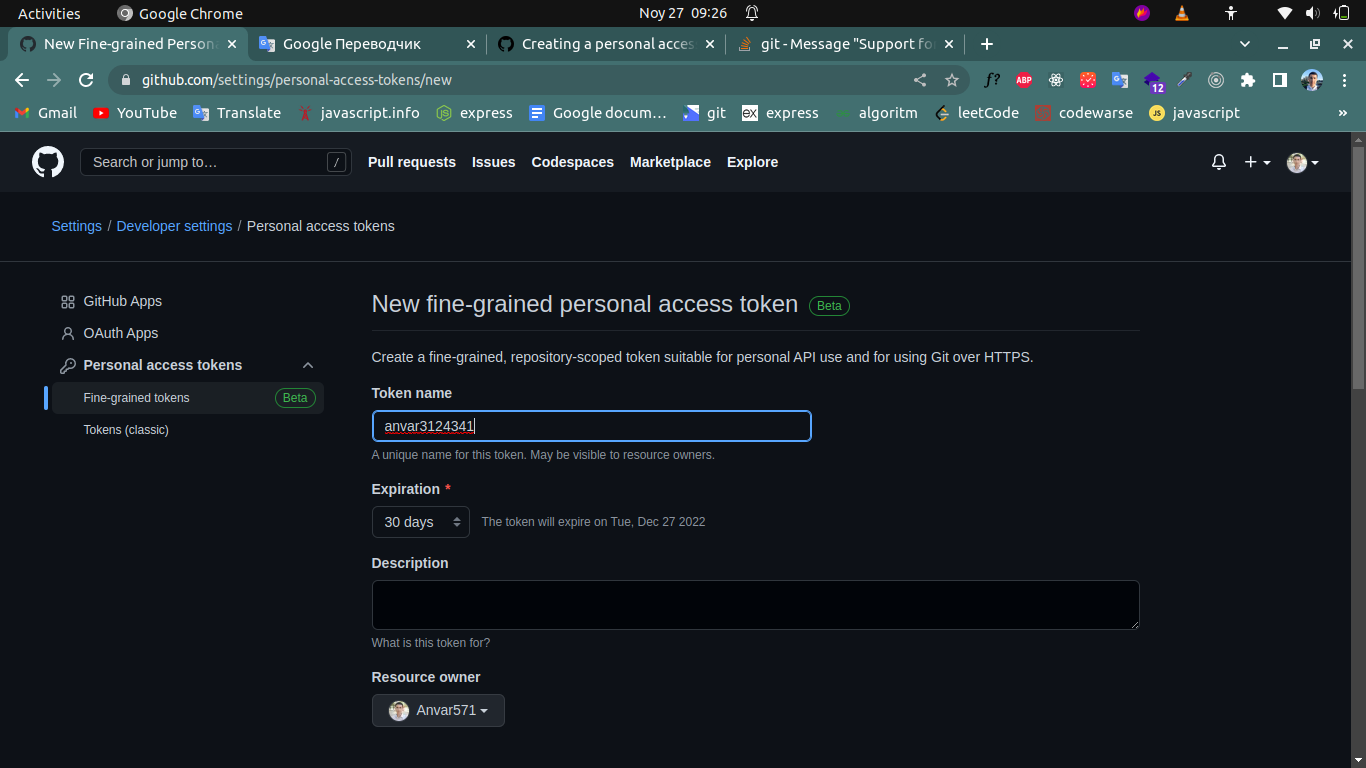 Activities Google Chrome Noy 27 09:26
New Fine-grained Persona Google Переводчик Creating a personal acces git - Message "Support fo
github.com/settings/personal-access-tokens/new f? ABP 12
Gmail YouTube Translate javascript.info express Google docum… git ex express algoritm leetCode codewarse JS javascript »
Search or jump to… / Pull requests Issues Codespaces Marketplace Explore
Settings / Developer settings / Personal access tokens
GitHub Apps
OAuth Apps
Personal access tokens
Fine-grained tokens Beta
Tokens (classic)
New fine-grained personal access token Beta
Create a fine-grained, repository-scoped token suitable for personal API use and for using Git over HTTPS.
Token name
anvar3124341
A unique name for this token. May be visible to resource owners.
Expiration *
30 days The token will expire on Tue, Dec 27 2022
Description
What is this token for?
Resource owner
Anvar571